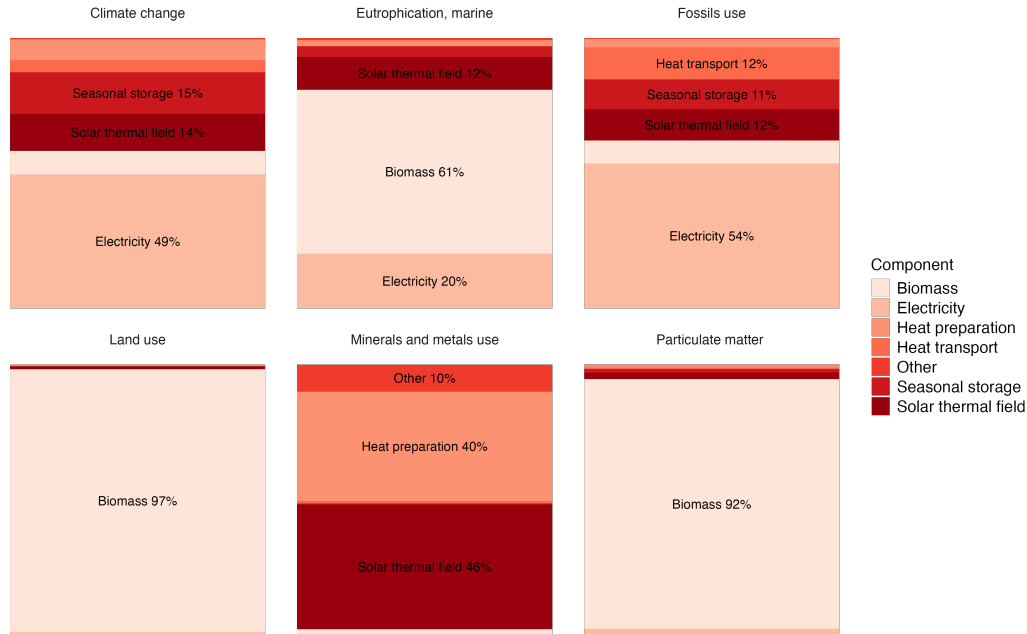 Climate change
Eutrophication, marine
Fossils use
Seasonal storage 15%
Solar thermal field 14%
Electricity 49%
Solar thermal field 12%
Biomass 61%
Electricity 20%
Heat transport 12%
Seasonal storage 11%
Solar thermal field 12%
Electricity 54%
Land use
Minerals and metals use
Particulate matter
Biomass 97%
Other 10%
Heat preparation 40%
Solar thermal field 46%
Biomass 92%
Component
Biomass
Electricity
Heat preparation
Heat transport
Other
Seasonal storage
Solar thermal field